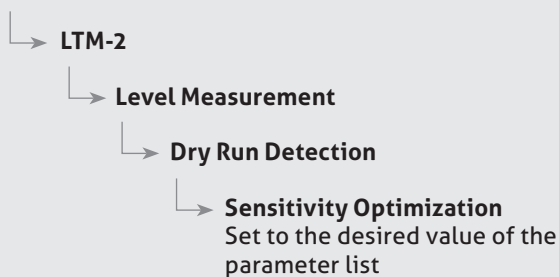 LTM-2
Level Measurement
Dry Run Detection
Sensitivity Optimization
Set to the desired value of the
parameter list